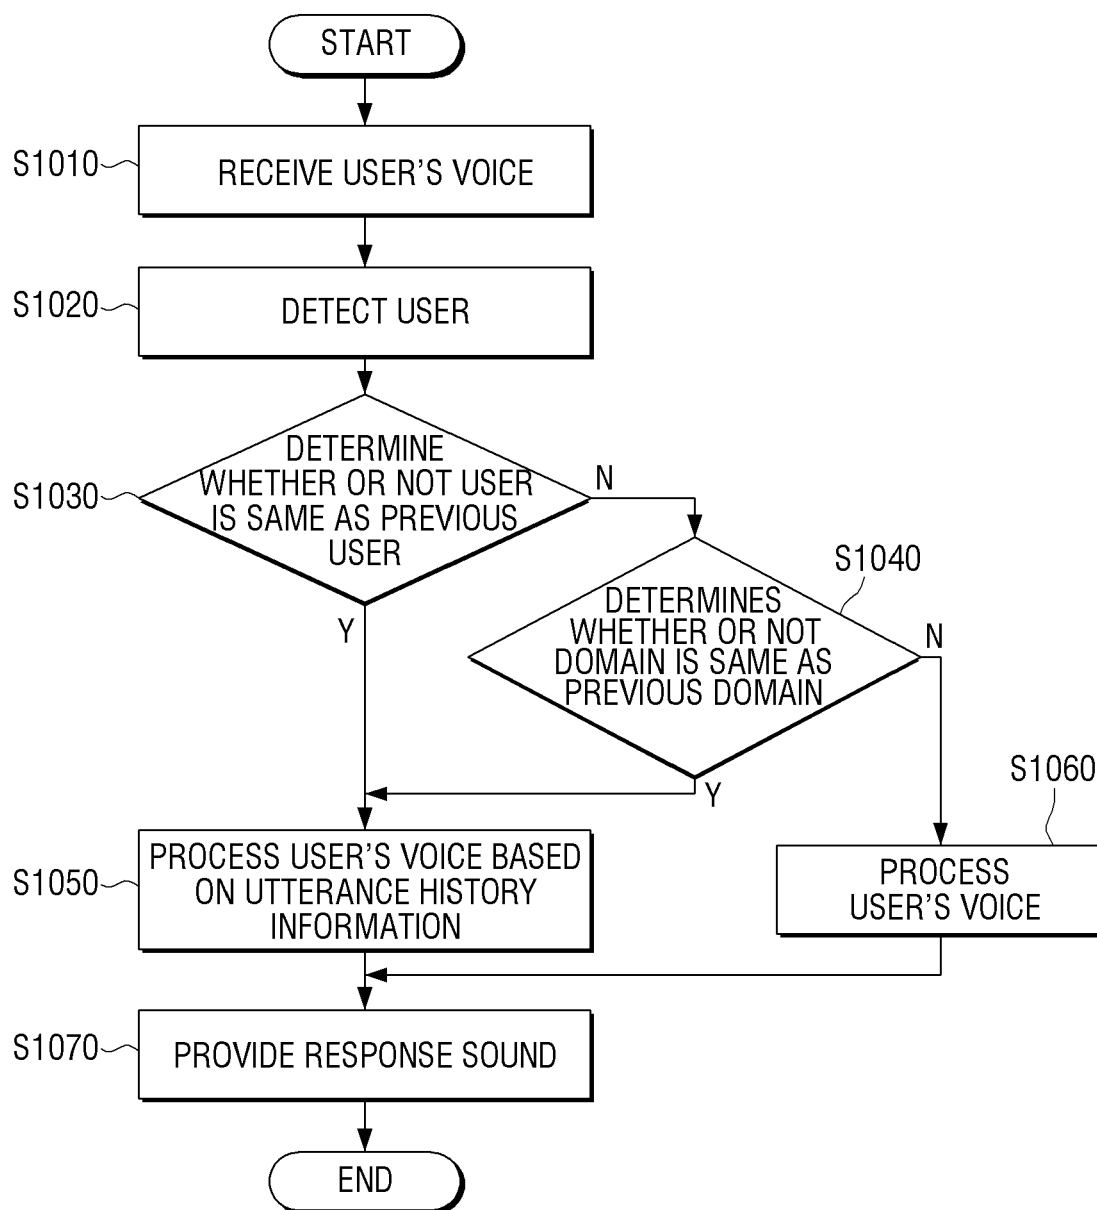 START
S1010
RECEIVE USER'S VOICE
S1020
DETECT USER
S1030
DETERMINE
WHETHER OR NOT USER
IS SAME AS PREVIOUS
USER
N
Y
S1040
DETERMINES
WHETHER OR NOT
DOMAIN IS SAME AS
PREVIOUS DOMAIN
N
Y
S1050
PROCESS USER'S VOICE BASED
ON UTTERANCE HISTORY
INFORMATION
S1060
PROCESS
USER'S VOICE
S1070
PROVIDE RESPONSE SOUND
END